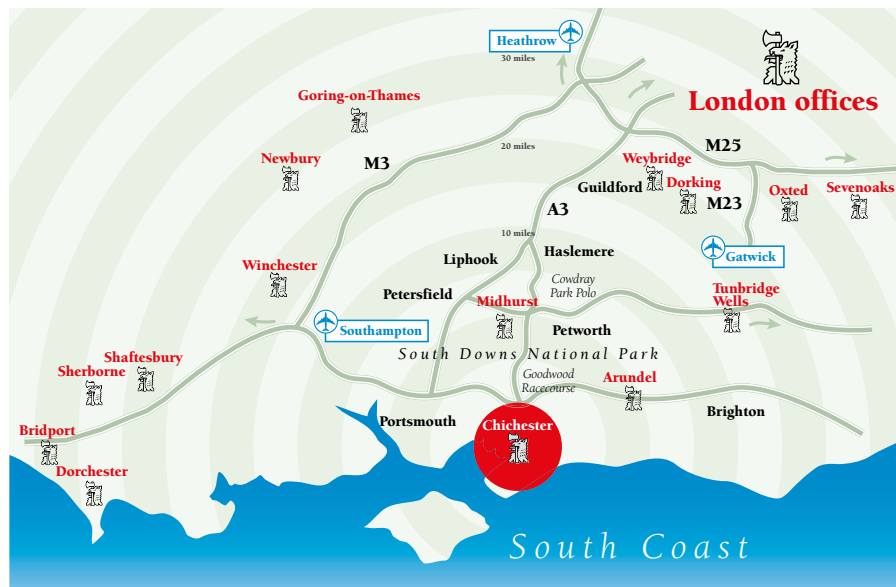 Heathrow
30 miles
London offices
Goring-on-Thames
M25
20 miles
Newbury
M3
Weybridge
Guildford
Dorking
Oxted
Sevenoaks
M23
A3
10 miles
Liphook
Haslemere
Gatwick
Winchester
Cowdray
Park Polo
Petersfield
Midhurst
Tunbridge
Wells
Southampton
Petworth
South Downs National Park
Shaftesbury
Sherborne
Goodwood
Racecourse
Arundel
Portsmouth
Chichester
Brighton
Bridport
Dorchester
South Coast